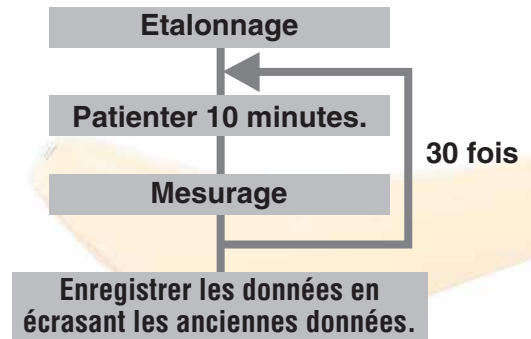 Etalonnage
Patienter 10 minutes.
30 fois
Mesurage
Enregistrer les données en
écrasant les anciennes données.